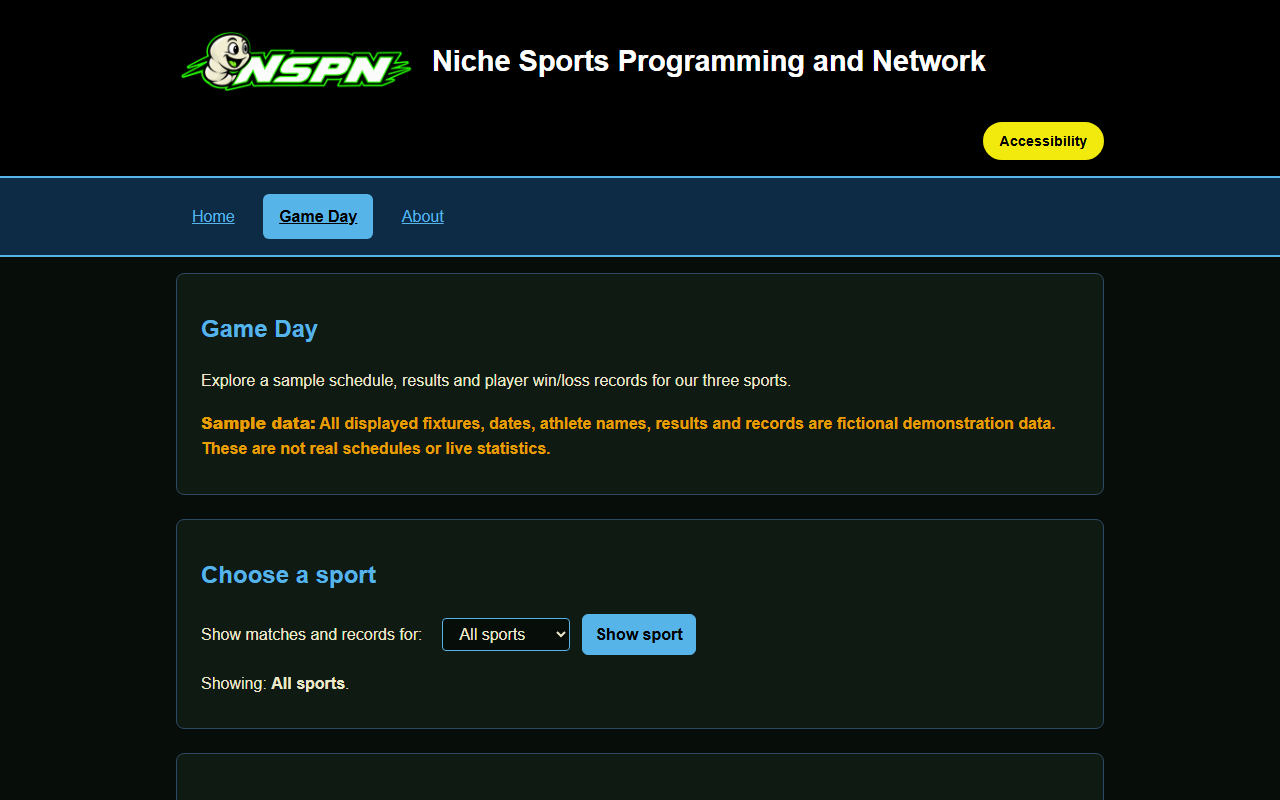 NSPN
Niche Sports Programming and Network
Accessibility
Home
Game Day
About
Game Day
Explore a sample schedule, results and player win/loss records for our three sports.
Sample data: All displayed fixtures, dates, athlete names, results and records are fictional demonstration data.
These are not real schedules or live statistics.
Choose a sport
Show matches and records for:
All sports
Show sport
Showing: All sports.